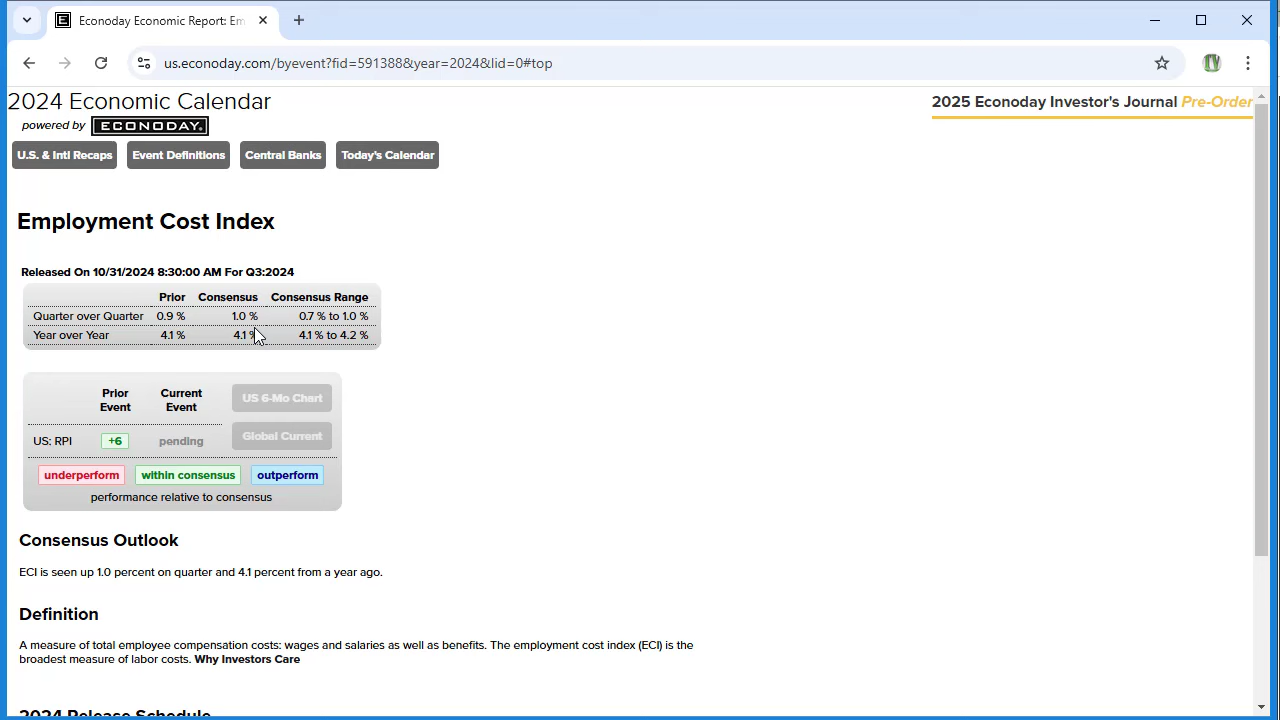 Econoday Economic Report: Em
us.econoday.com/byevent?fid=591388&year=2024&lid=0#top
2024 Economic Calendar
2025 Econoday Investor's Journal Pre-Order
powered by ECONODAY®
U.S. & Intl Recaps Event Definitions Central Banks Today's Calendar
Employment Cost Index
Released On 10/31/2024 8:30:00 AM For Q3:2024
Prior Consensus Consensus Range
Quarter over Quarter 0.9 % 1.0 % 0.7 % to 1.0 %
Year over Year 4.1 % 4.1 % 4.1 % to 4.2 %
Prior Event Current Event US 6-Mo Chart
Global Current
US: RPI +6 pending
underperform within consensus outperform
performance relative to consensus
Consensus Outlook
ECI is seen up 1.0 percent on quarter and 4.1 percent from a year ago.
Definition
A measure of total employee compensation costs: wages and salaries as well as benefits. The employment cost index (ECI) is the
broadest measure of labor costs. Why Investors Care
2024 Release Schedule